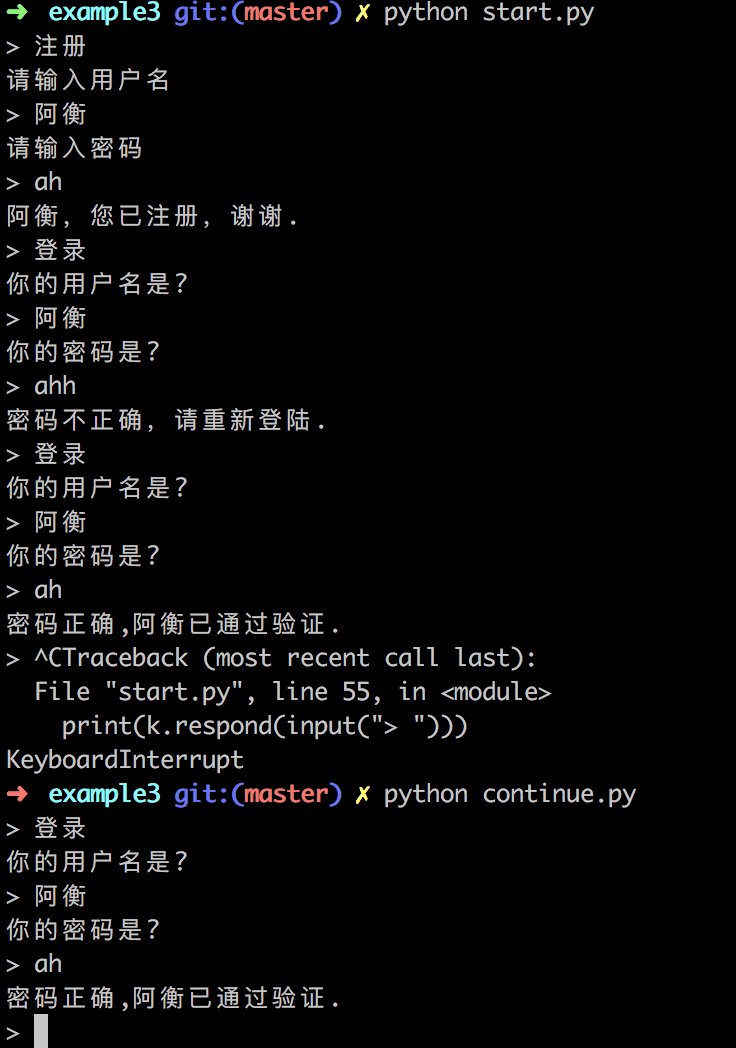 ➜ example3 git:(master) ✗ python start.py
> 注册
请输入用户名
> 阿衡
请输入密码
> ah
阿衡, 您已注册, 谢谢.
> 登录
你的用户名是?
> 阿衡
你的密码是?
> ahh
密码不正确, 请重新登陆.
> 登录
你的用户名是?
> 阿衡
你的密码是?
> ah
密码正确,阿衡已通过验证.
> ^CTraceback (most recent call last):
  File "start.py", line 55, in <module>
    print(k.respond(input("> ")))
KeyboardInterrupt
➜ example3 git:(master) ✗ python continue.py
> 登录
你的用户名是?
> 阿衡
你的密码是?
> ah
密码正确,阿衡已通过验证.
>